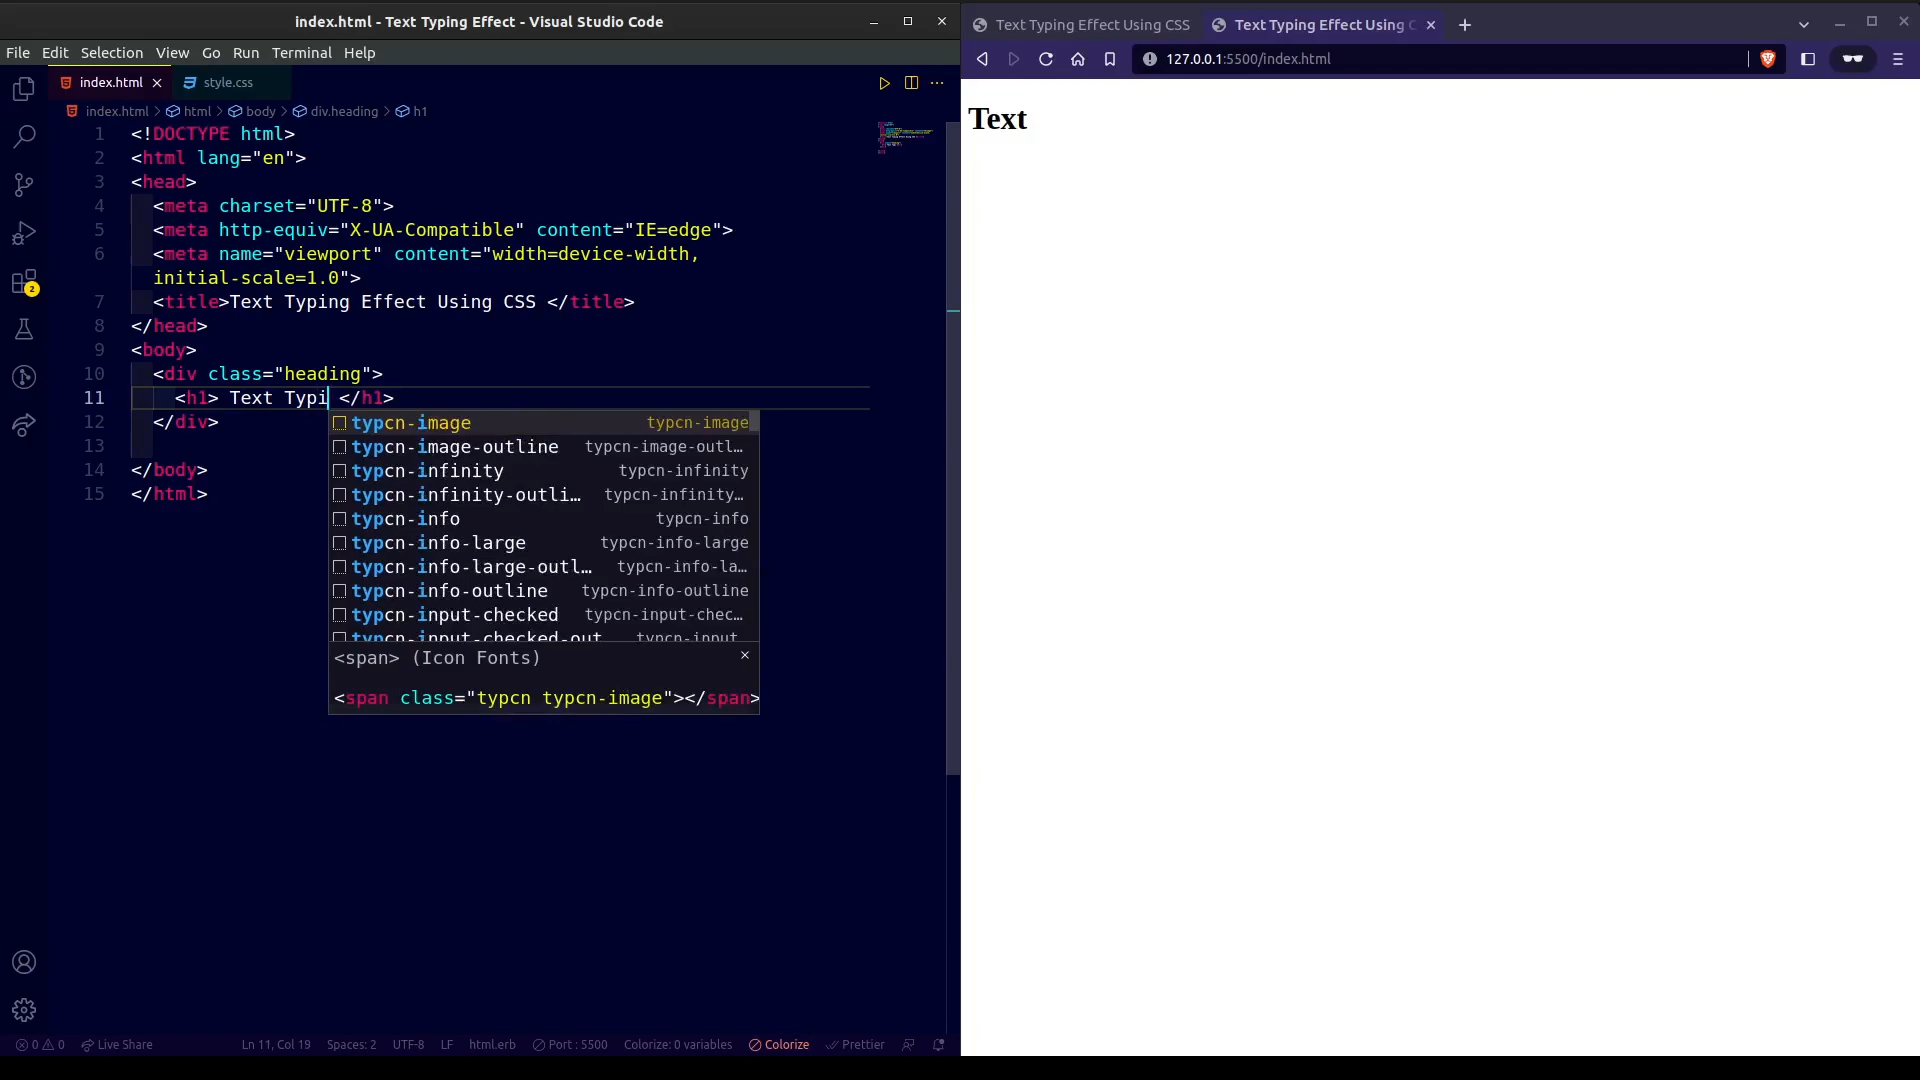 index.html - Text Typing Effect - Visual Studio Code
File Edit Selection View Go Run Terminal Help
index.html style.css
index.html > html > body > div.heading > h1
1 <!DOCTYPE html>
2 <html lang="en">
3 <head>
4 <meta charset="UTF-8">
5 <meta http-equiv="X-UA-Compatible" content="IE=edge">
6 <meta name="viewport" content="width=device-width,
initial-scale=1.0">
7 <title>Text Typing Effect Using CSS </title>
8 </head>
9 <body>
10 <div class="heading">
11 <h1> Text Typi </h1>
12 </div>
13
14 </body>
15 </html>
typcn-image typcn-image
typcn-image-outline typcn-image-outl…
typcn-infinity typcn-infinity
typcn-infinity-outli… typcn-infinity…
typcn-info typcn-info
typcn-info-large typcn-info-large
typcn-info-large-outl… typcn-info-la…
typcn-info-outline typcn-info-outline
typcn-input-checked typcn-input-chec…
typcn-input-checked-out typcn-input
<span> (Icon Fonts)
<span class="typcn typcn-image"></span>
2
0 0 Live Share Ln 11, Col 19 Spaces: 2 UTF-8 LF html.erb Port : 5500 Colorize: 0 variables Colorize Prettier
Text Typing Effect Using CSS Text Typing Effect Using C
127.0.0.1:5500/index.html
Text